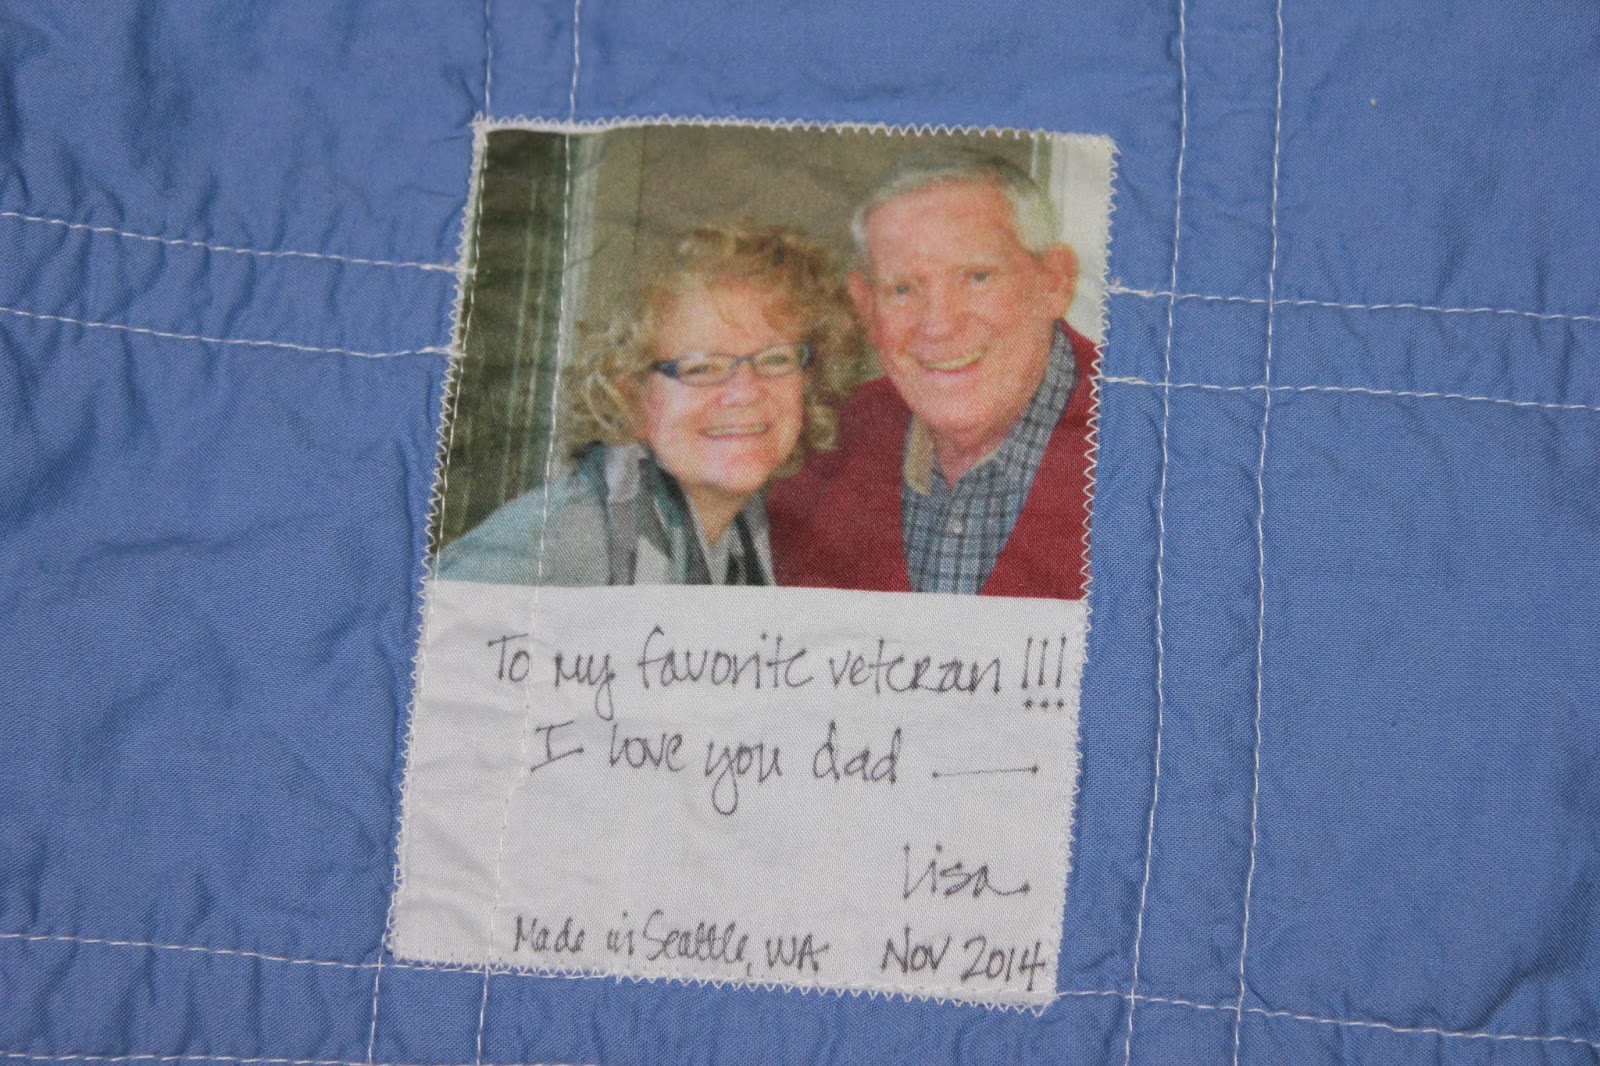 To my favorite veteran!!!
I love you dad —
Lisa
Made in Seattle, WA Nov 2014